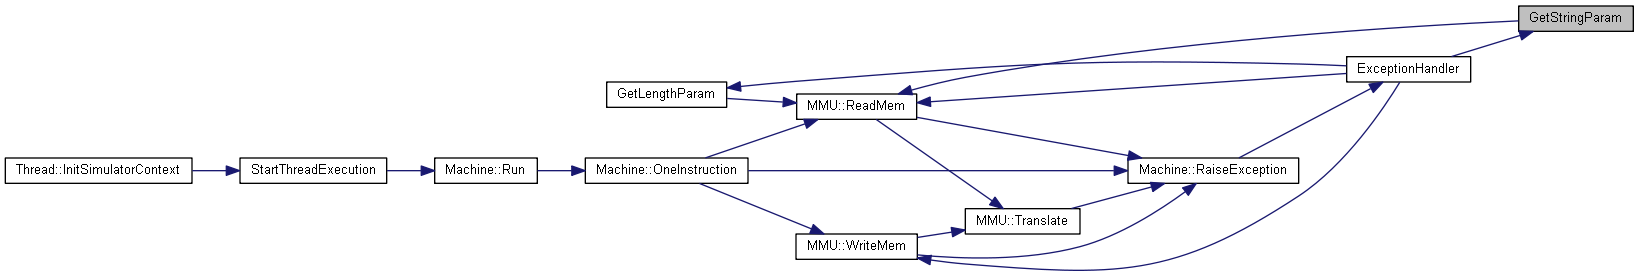 GetStringParam
ExceptionHandler
GetLengthParam
MMU::ReadMem
Thread::InitSimulatorContext
StartThreadExecution
Machine::Run
Machine::OneInstruction
Machine::RaiseException
MMU::Translate
MMU::WriteMem